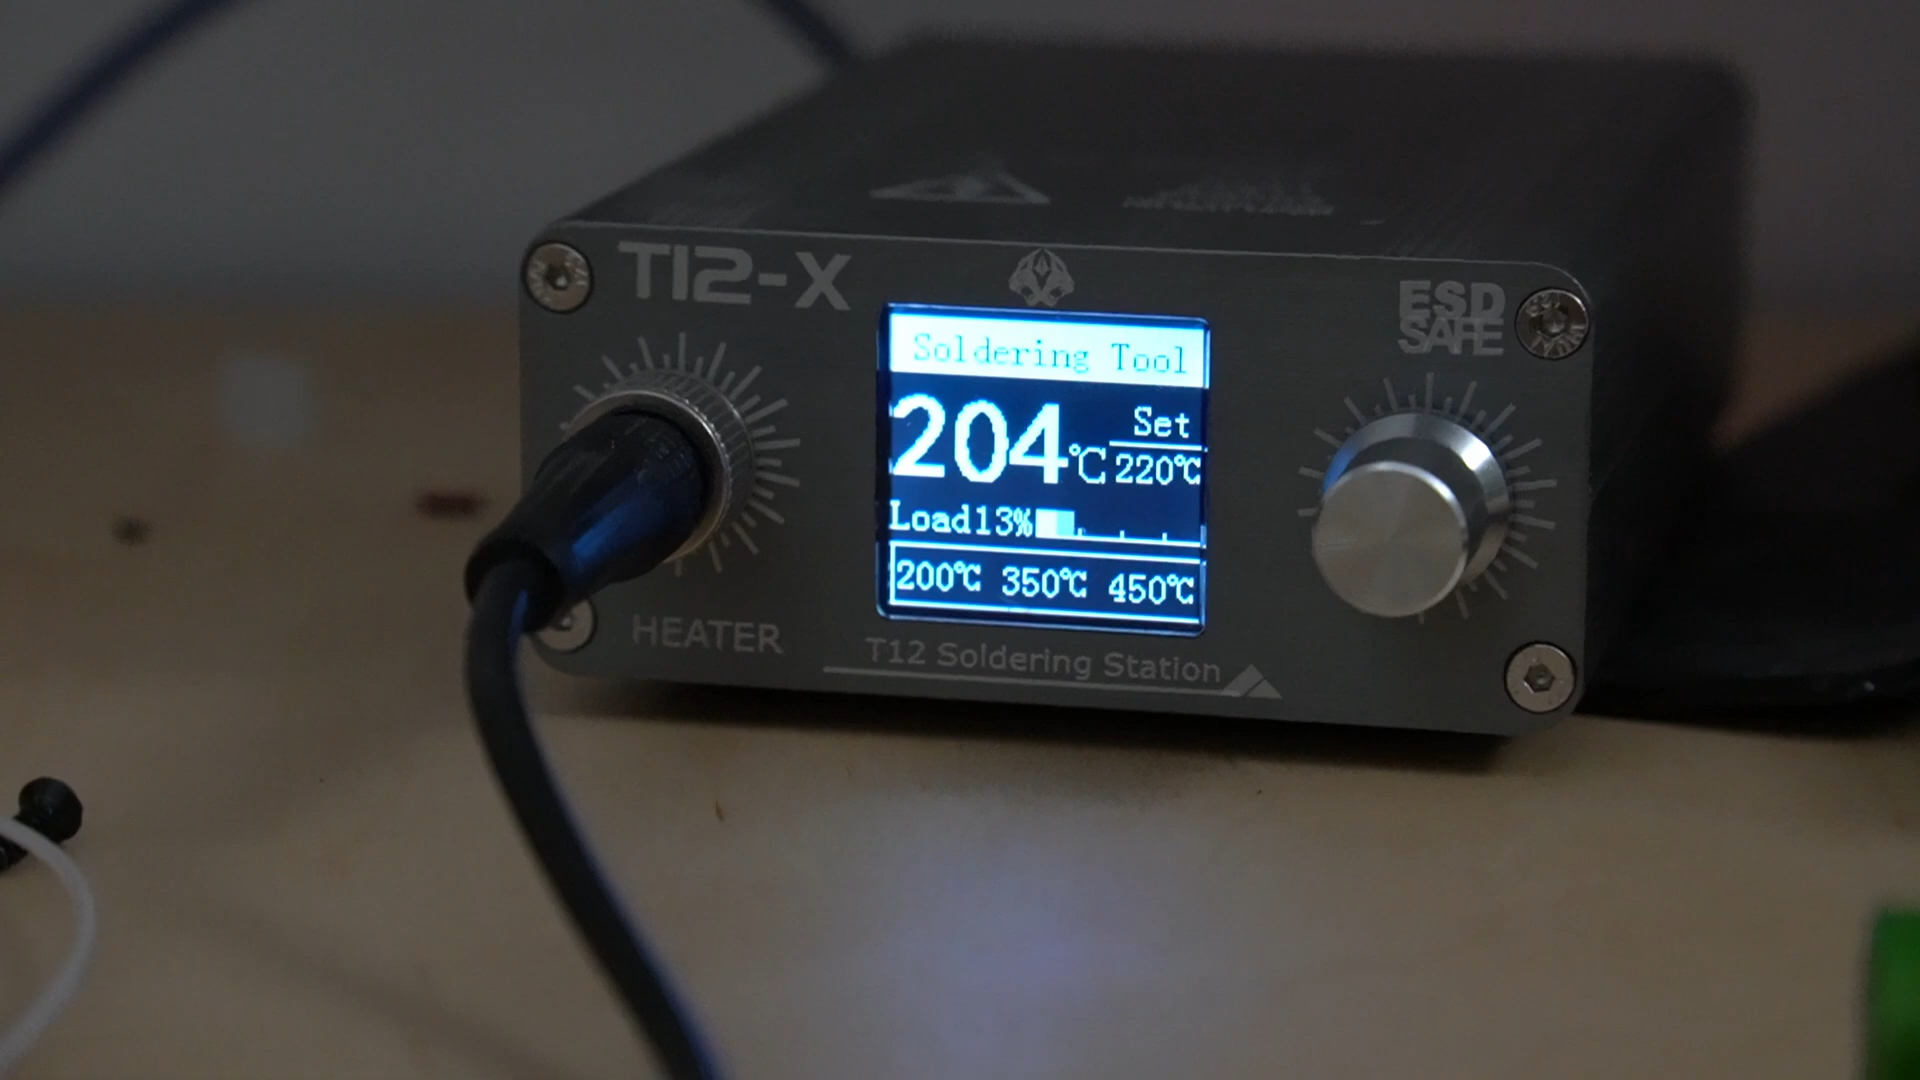 T12-X
ESD
SAFE
Soldering Tool
204℃
Set
220℃
Load13%
200℃ 350℃ 450℃
HEATER
T12 Soldering Station